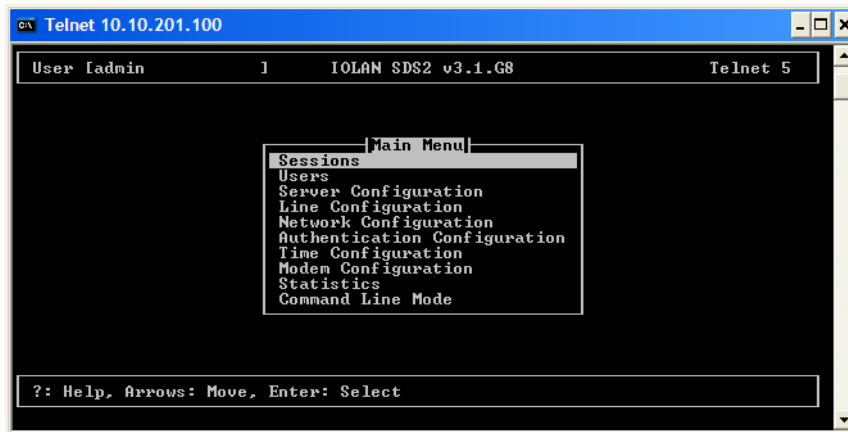 Telnet 10.10.201.100
User [admin ] IOLAN SDS2 v3.1.G8 Telnet 5
Main Menu
Sessions
Users
Server Configuration
Line Configuration
Network Configuration
Authentication Configuration
Time Configuration
Modem Configuration
Statistics
Command Line Mode
?: Help, Arrows: Move, Enter: Select